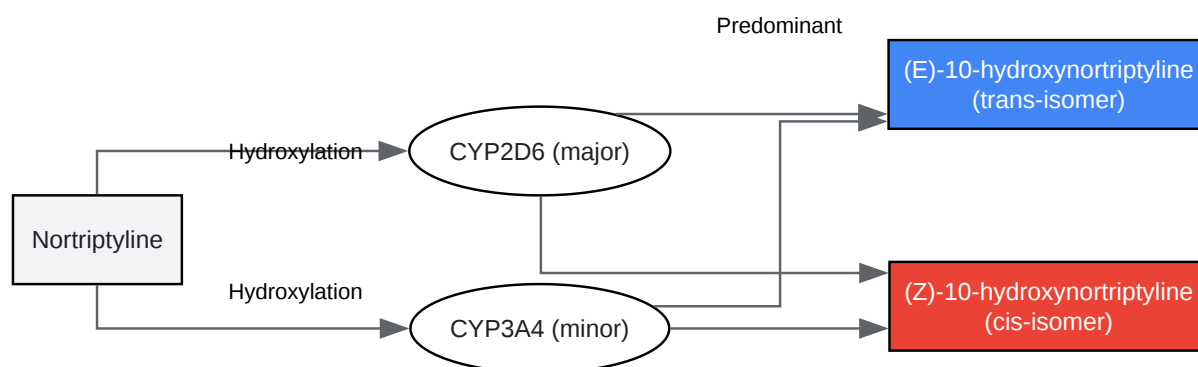 Predominant
(E)-10-hydroxynortriptyline
(trans-isomer)
Hydroxylation
CYP2D6 (major)
Nortriptyline
Hydroxylation
CYP3A4 (minor)
(Z)-10-hydroxynortriptyline
(cis-isomer)